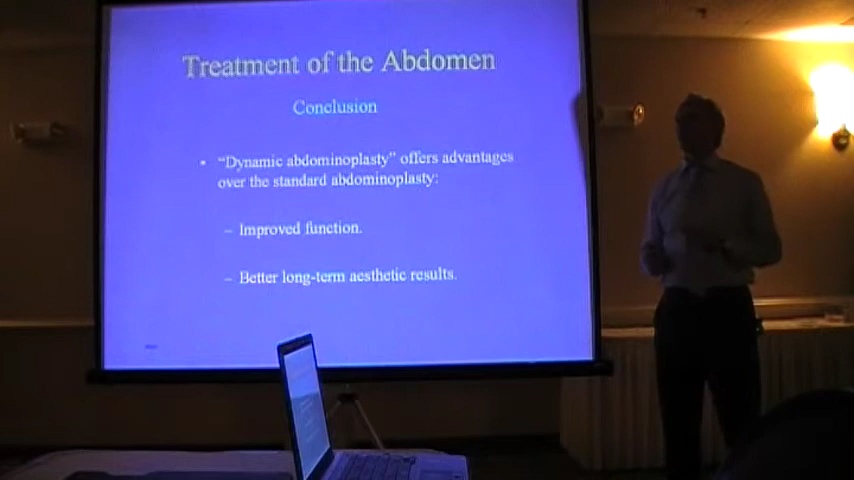 Treatment of the Abdomen
Conclusion
• “Dynamic abdominoplasty” offers advantages
over the standard abdominoplasty:
– Improved function.
– Better long-term aesthetic results.